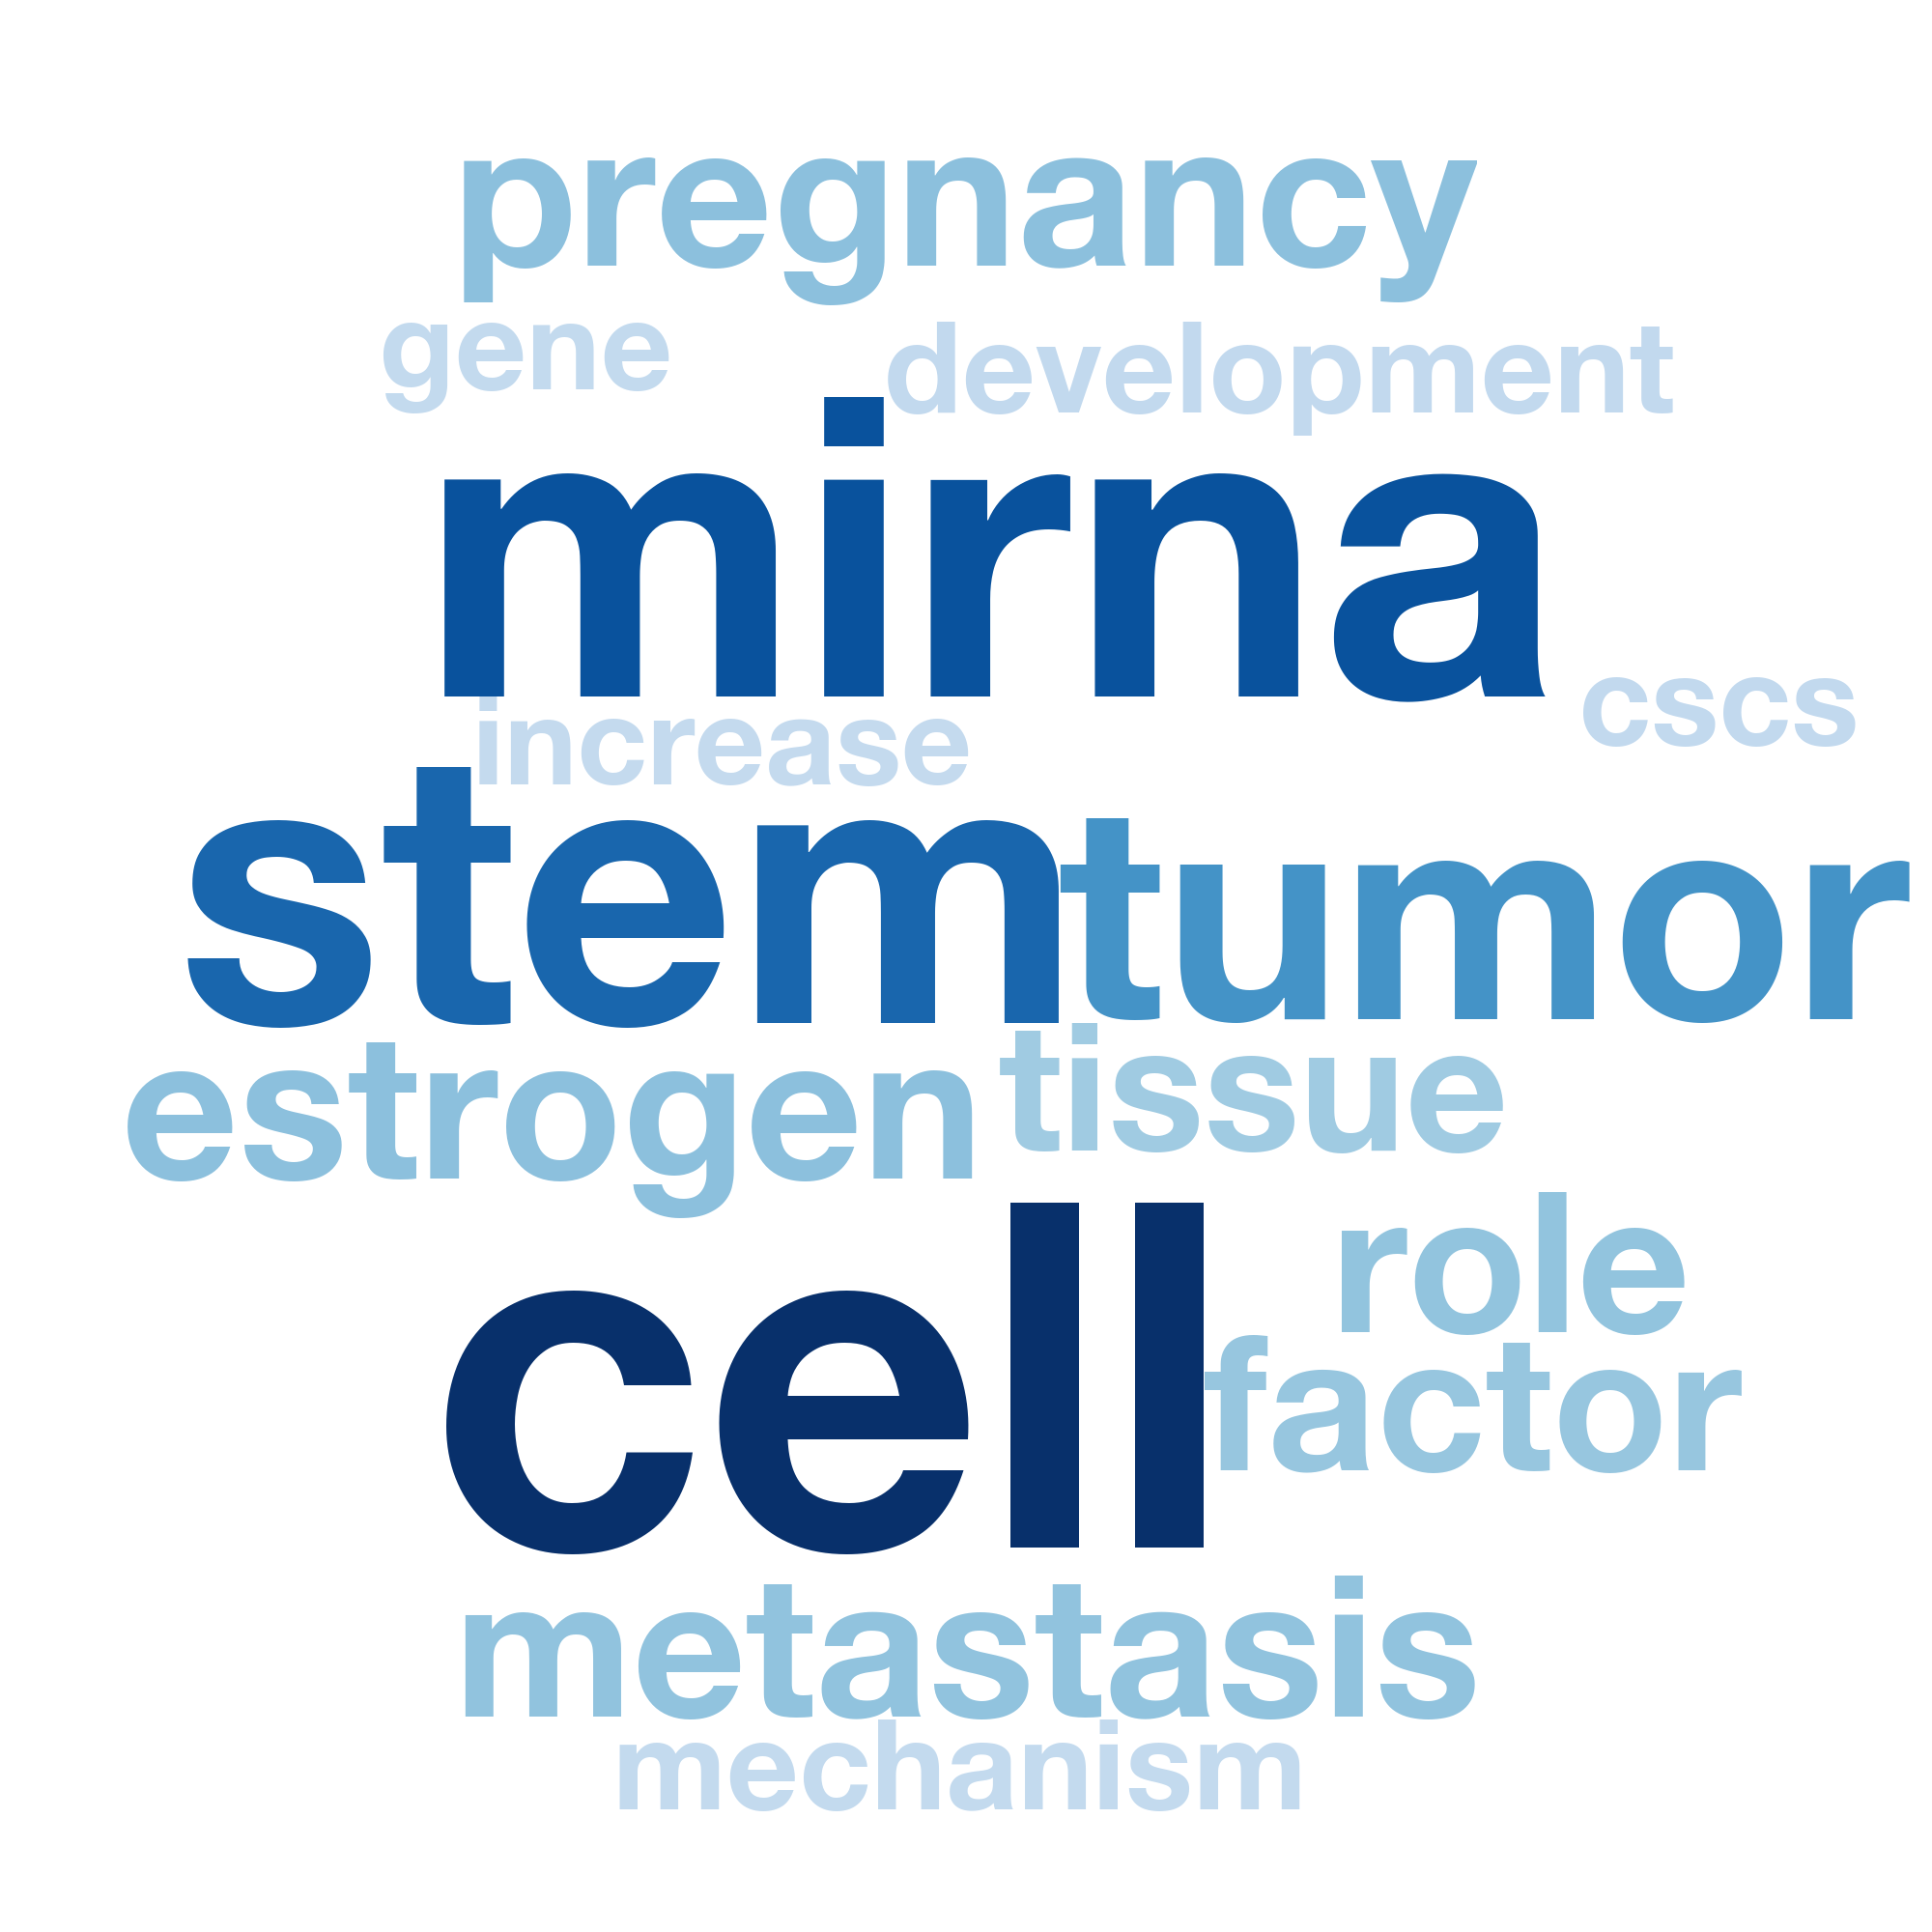 pregnancy
gene development
mirna
cscs
increase
stem tumor
estrogen tissue
role
cell
factor
metastasis
mechanism